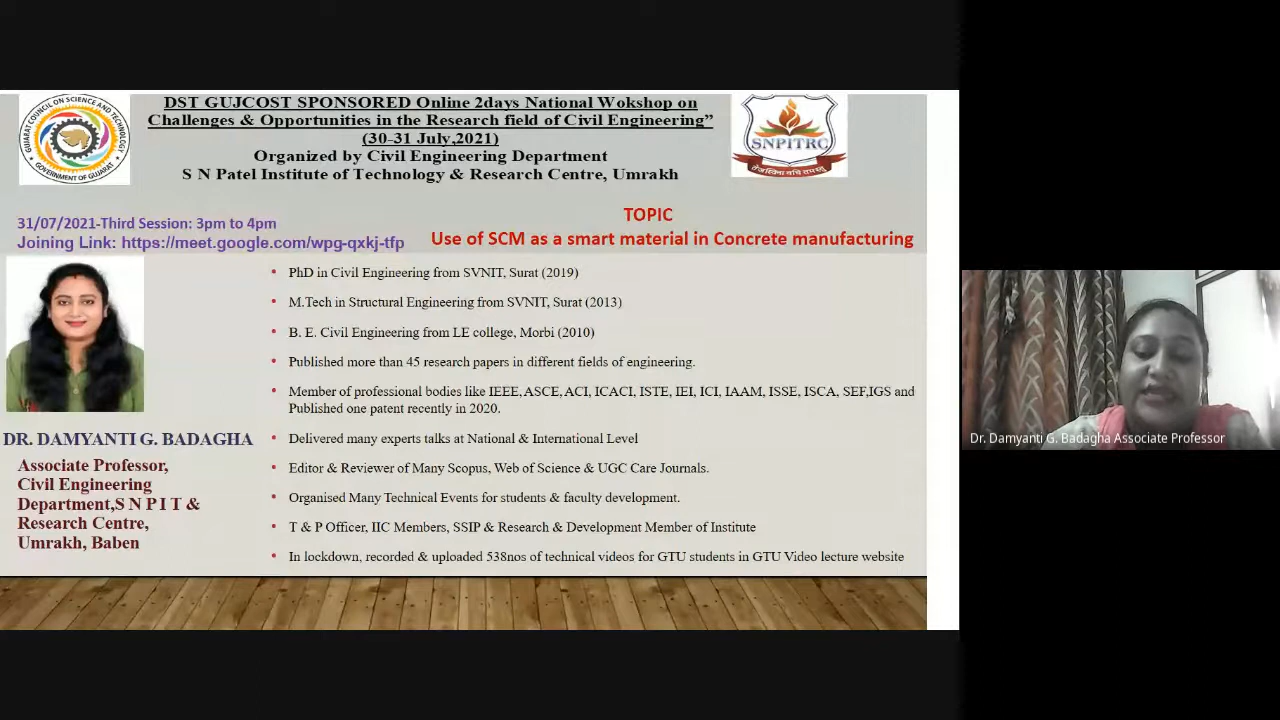 DST GUJCOST SPONSORED Online 2days National Wokshop on
Challenges & Opportunities in the Research field of Civil Engineering”
(30-31 July,2021)
Organized by Civil Engineering Department
S N Patel Institute of Technology & Research Centre, Umrakh
GUJARAT COUNCIL ON SCIENCE AND TECHNOLOGY
GOVERNMENT OF GUJARAT
SNPITRC
31/07/2021-Third Session: 3pm to 4pm
Joining Link: https://meet.google.com/wpg-qxkj-tfp
TOPIC
Use of SCM as a smart material in Concrete manufacturing
• PhD in Civil Engineering from SVNIT, Surat (2019)
• M.Tech in Structural Engineering from SVNIT, Surat (2013)
• B. E. Civil Engineering from LE college, Morbi (2010)
• Published more than 45 research papers in different fields of engineering.
• Member of professional bodies like IEEE, ASCE, ACI, ICACI, ISTE, IEI, ICI, IAAM, ISSE, ISCA, SEF,IGS and
Published one patent recently in 2020.
• Delivered many experts talks at National & International Level
• Editor & Reviewer of Many Scopus, Web of Science & UGC Care Journals.
• Organised Many Technical Events for students & faculty development.
• T & P Officer, IIC Members, SSIP & Research & Development Member of Institute
• In lockdown, recorded & uploaded 538nos of technical videos for GTU students in GTU Video lecture website
DR. DAMYANTI G. BADAGHA
Associate Professor,
Civil Engineering
Department,S N P I T &
Research Centre,
Umrakh, Baben
Dr. Damyanti G. Badagha Associate Professor